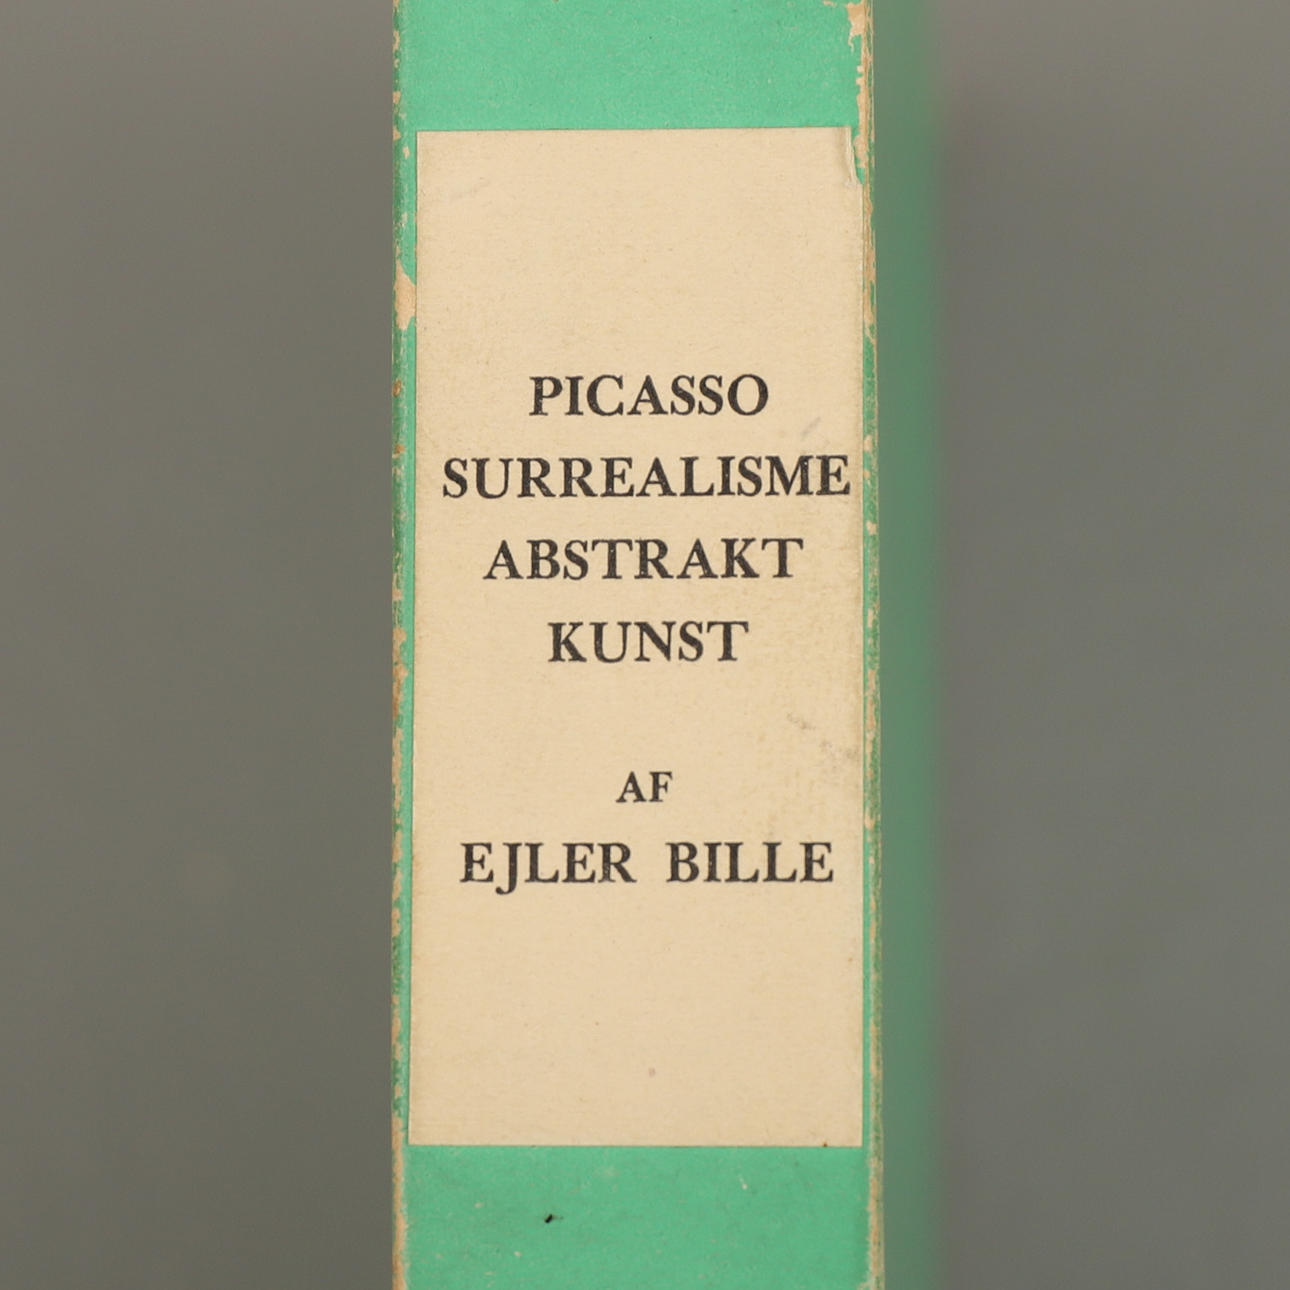 PICASSO
SURREALISME
ABSTRAKT
KUNST
AF
EJLER BILLE